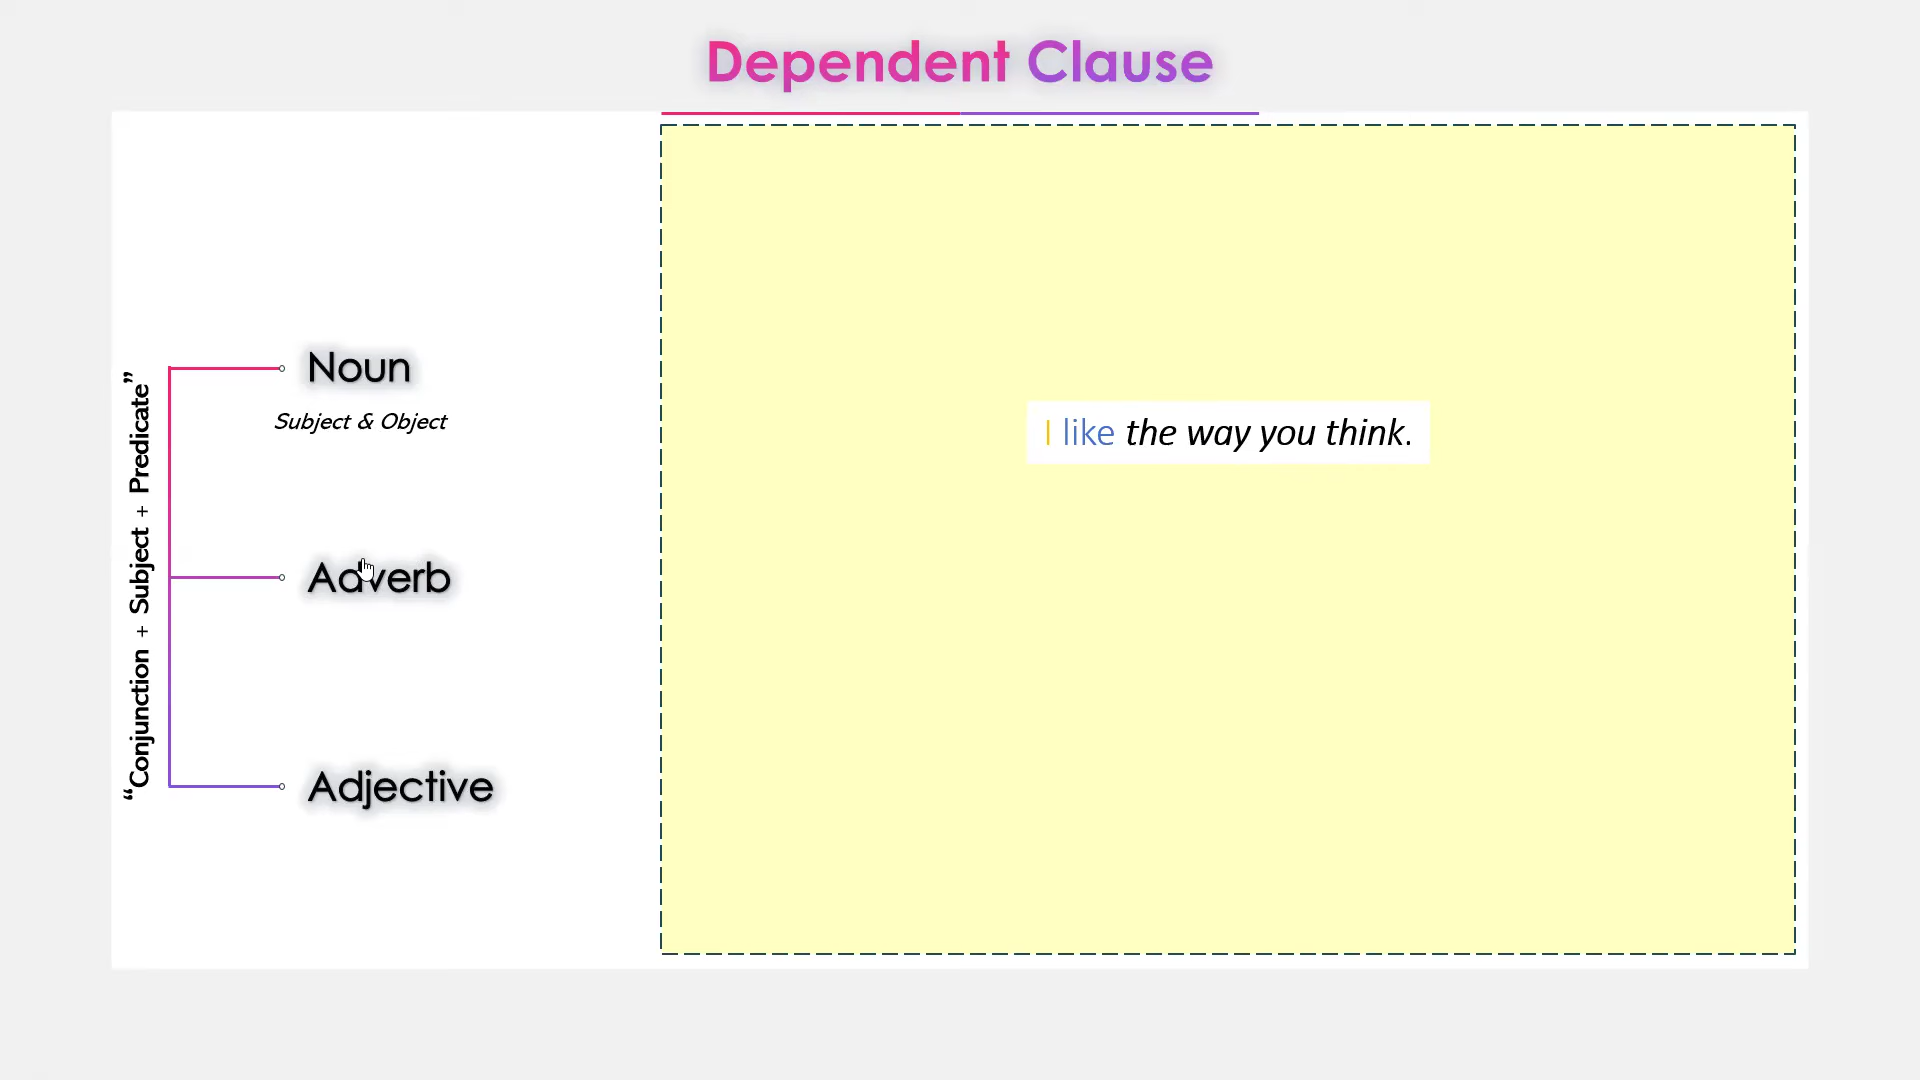 Dependent Clause
“Conjunction + Subject + Predicate”
Noun
Subject & Object
Adverb
Adjective
I like the way you think.